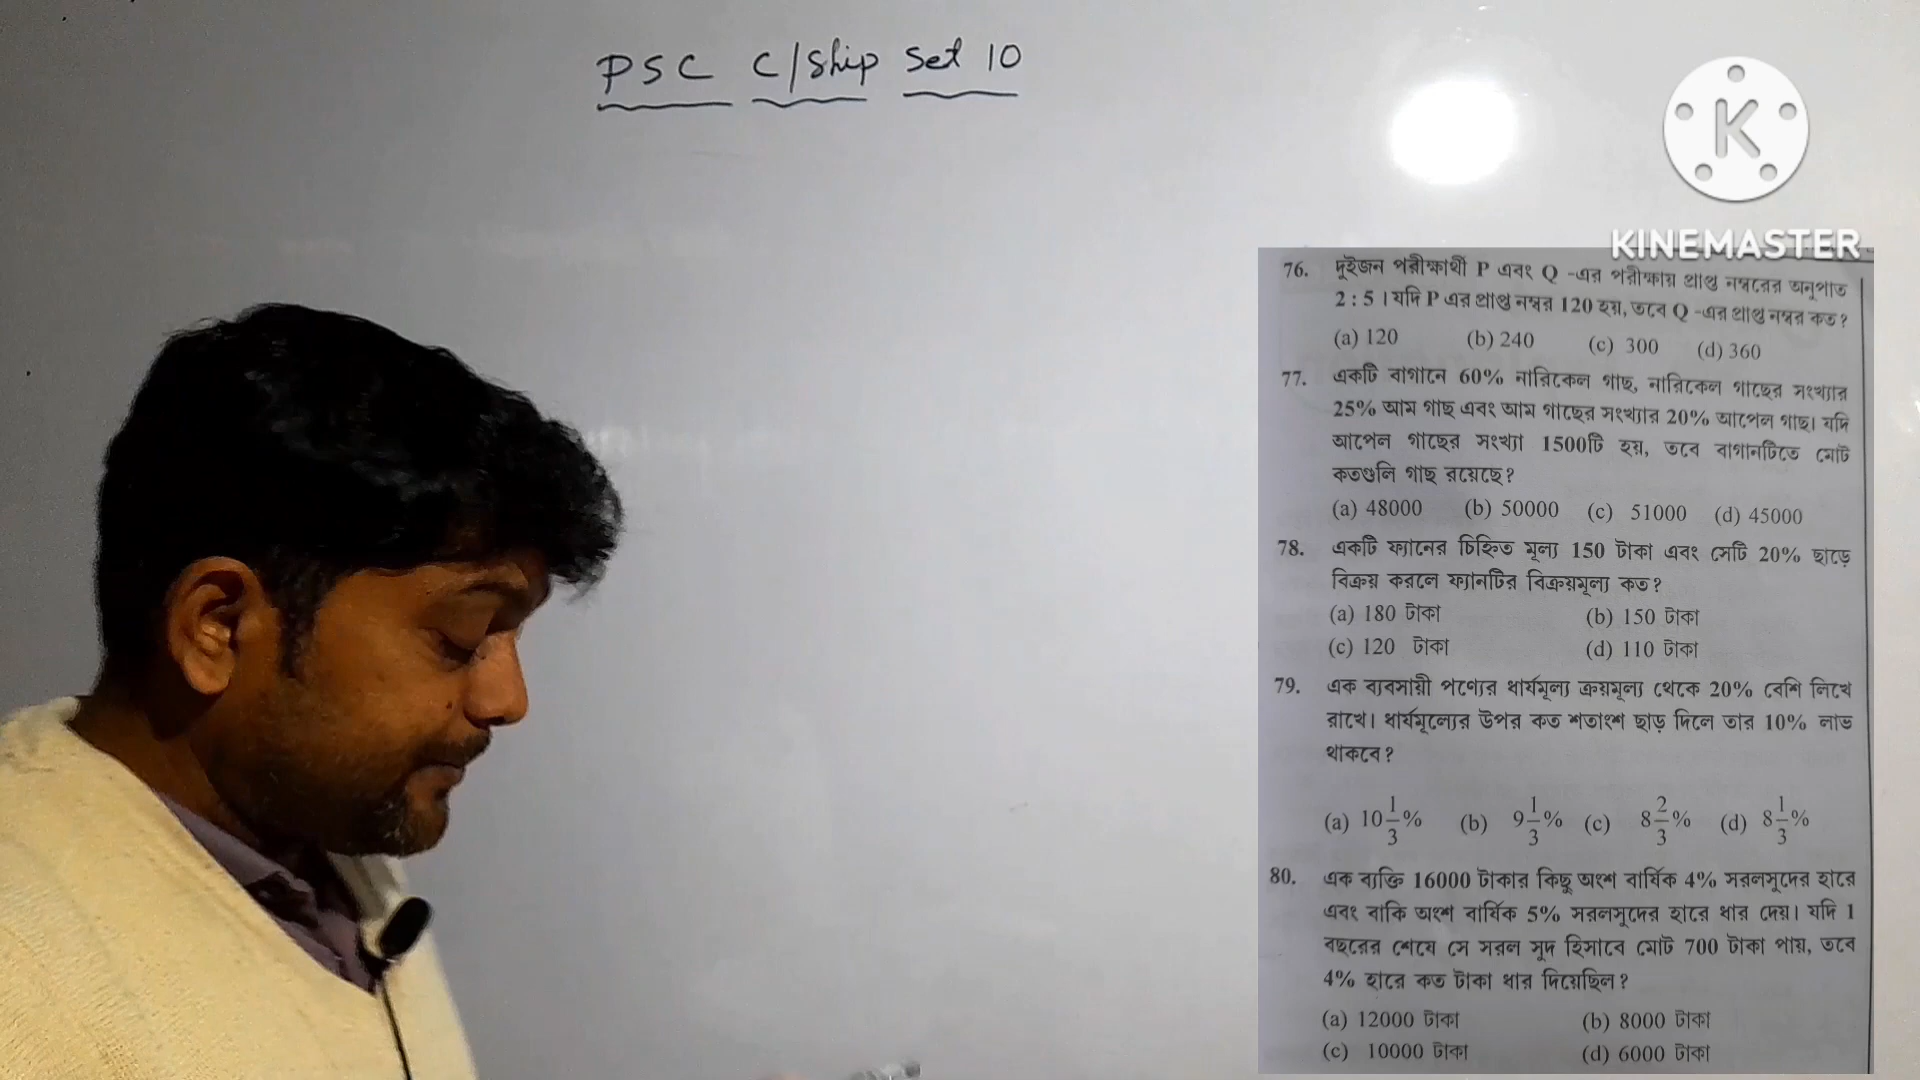 PSC C/Ship Set 10
K
KINEMASTER
76. দুইজন পরীক্ষার্থী P এবং Q -এর পরীক্ষায় প্রাপ্ত নম্বরের অনুপাত
2 : 5 । যদি P এর প্রাপ্ত নম্বর 120 হয়, তবে Q -এর প্রাপ্ত নম্বর কত ?
(a) 120 (b) 240 (c) 300 (d) 360
77. একটি বাগানে 60% নারিকেল গাছ, নারিকেল গাছের সংখ্যার
25% আম গাছ এবং আম গাছের সংখ্যার 20% আপেল গাছ। যদি
আপেল গাছের সংখ্যা 1500টি হয়, তবে বাগানটিতে মোট
কতগুলি গাছ রয়েছে ?
(a) 48000 (b) 50000 (c) 51000 (d) 45000
78. একটি ফ্যানের চিহ্নিত মূল্য 150 টাকা এবং সেটি 20% ছাড়ে
বিক্রয় করলে ফ্যানটির বিক্রয়মূল্য কত ?
(a) 180 টাকা (b) 150 টাকা
(c) 120 টাকা (d) 110 টাকা
79. এক ব্যবসায়ী পণ্যের ধার্যমূল্য ক্রয়মূল্য থেকে 20% বেশি লিখে
রাখে। ধার্যমূল্যের উপর কত শতাংশ ছাড় দিলে তার 10% লাভ
থাকবে ?
(a) 10 1/3 % (b) 9 1/3 % (c) 8 2/3 % (d) 8 1/3 %
80. এক ব্যক্তি 16000 টাকার কিছু অংশ বার্ষিক 4% সরলসুদের হারে
এবং বাকি অংশ বার্ষিক 5% সরলসুদের হারে ধার দেয়। যদি 1
বছরের শেষে সে সরল সুদ হিসাবে মোট 700 টাকা পায়, তবে
4% হারে কত টাকা ধার দিয়েছিল ?
(a) 12000 টাকা (b) 8000 টাকা
(c) 10000 টাকা (d) 6000 টাকা